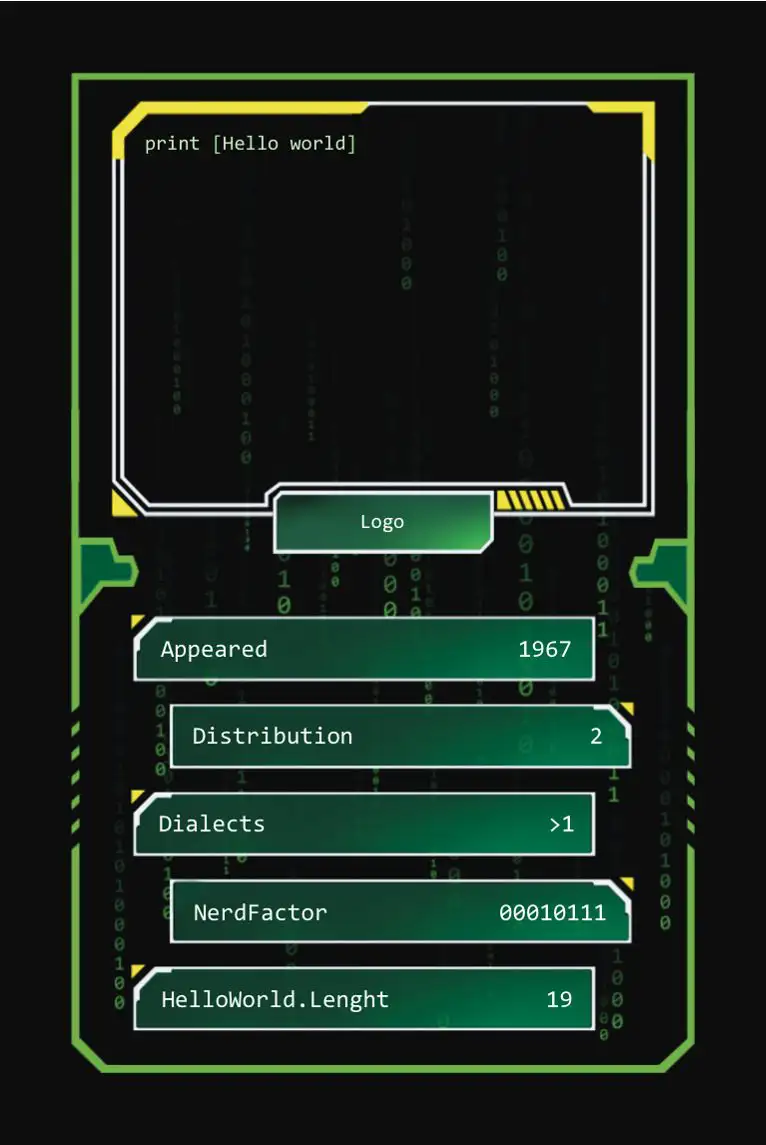 print [Hello world]
Logo
Appeared 1967
Distribution 2
Dialects >1
NerdFactor 00010111
HelloWorld.Lenght 19